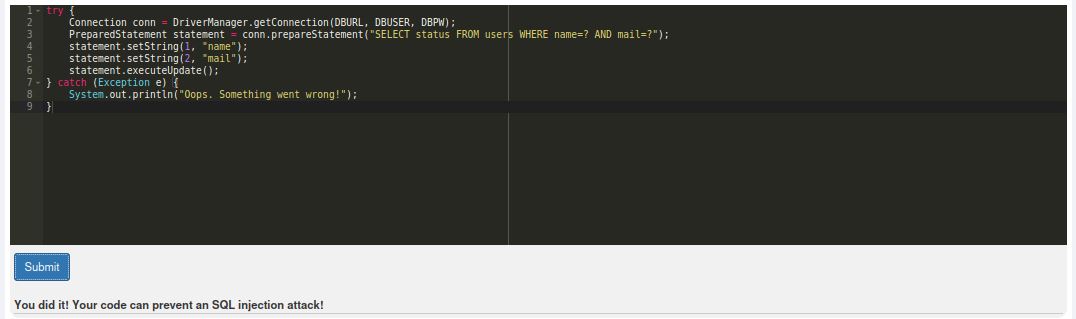 1 try {
2 Connection conn = DriverManager.getConnection(DBURL, DBUSER, DBPW);
3 PreparedStatement statement = conn.prepareStatement("SELECT status FROM users WHERE name=? AND mail=?");
4 statement.setString(1, "name");
5 statement.setString(2, "mail");
6 statement.executeUpdate();
7 } catch (Exception e) {
8 System.out.println("Oops. Something went wrong!");
9 }
Submit
You did it! Your code can prevent an SQL injection attack!